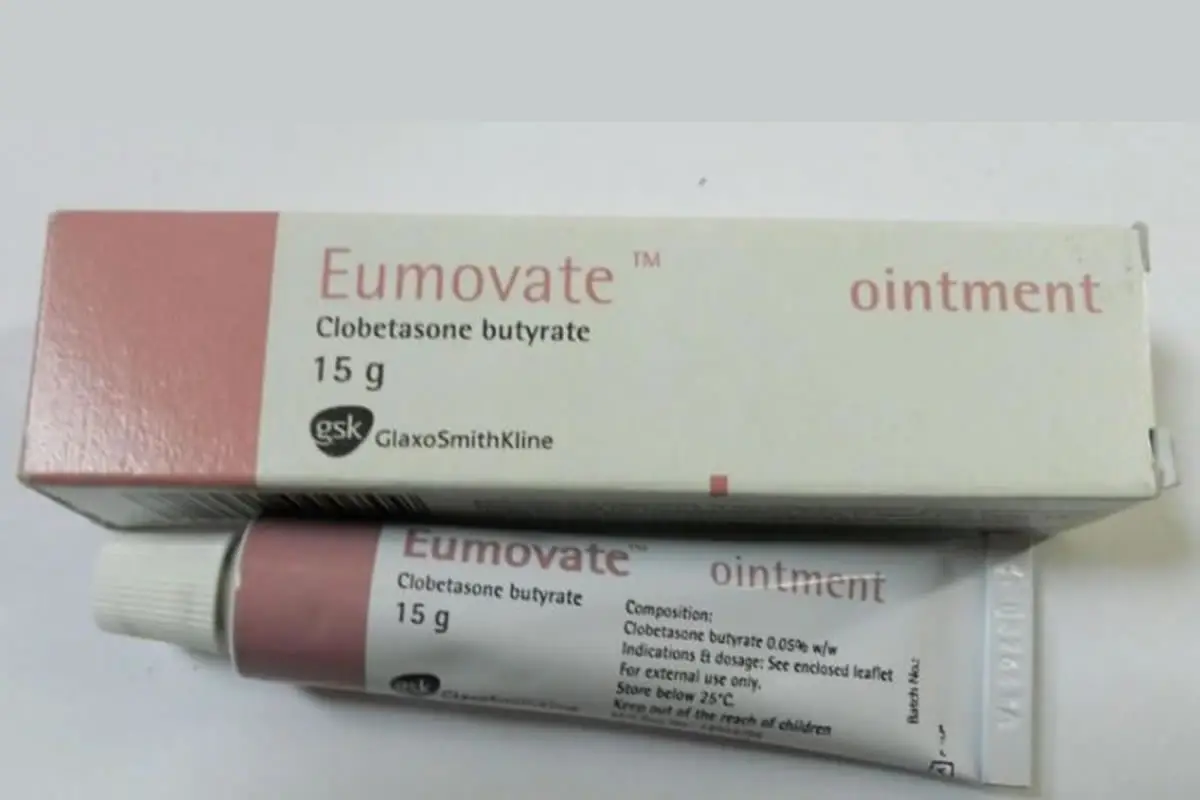 Eumovate™ ointment
Clobetasone butyrate
15 g
gsk GlaxoSmithKline
Eumovate™ ointment
Clobetasone butyrate
15 g
Composition:
Clobetasone butyrate 0.05% w/w
Indications & dosage: See enclosed leaflet
For external use only.
Store below 25°C.
Keep out of the reach of children
gsk GlaxoSmithKline
Batch No.: